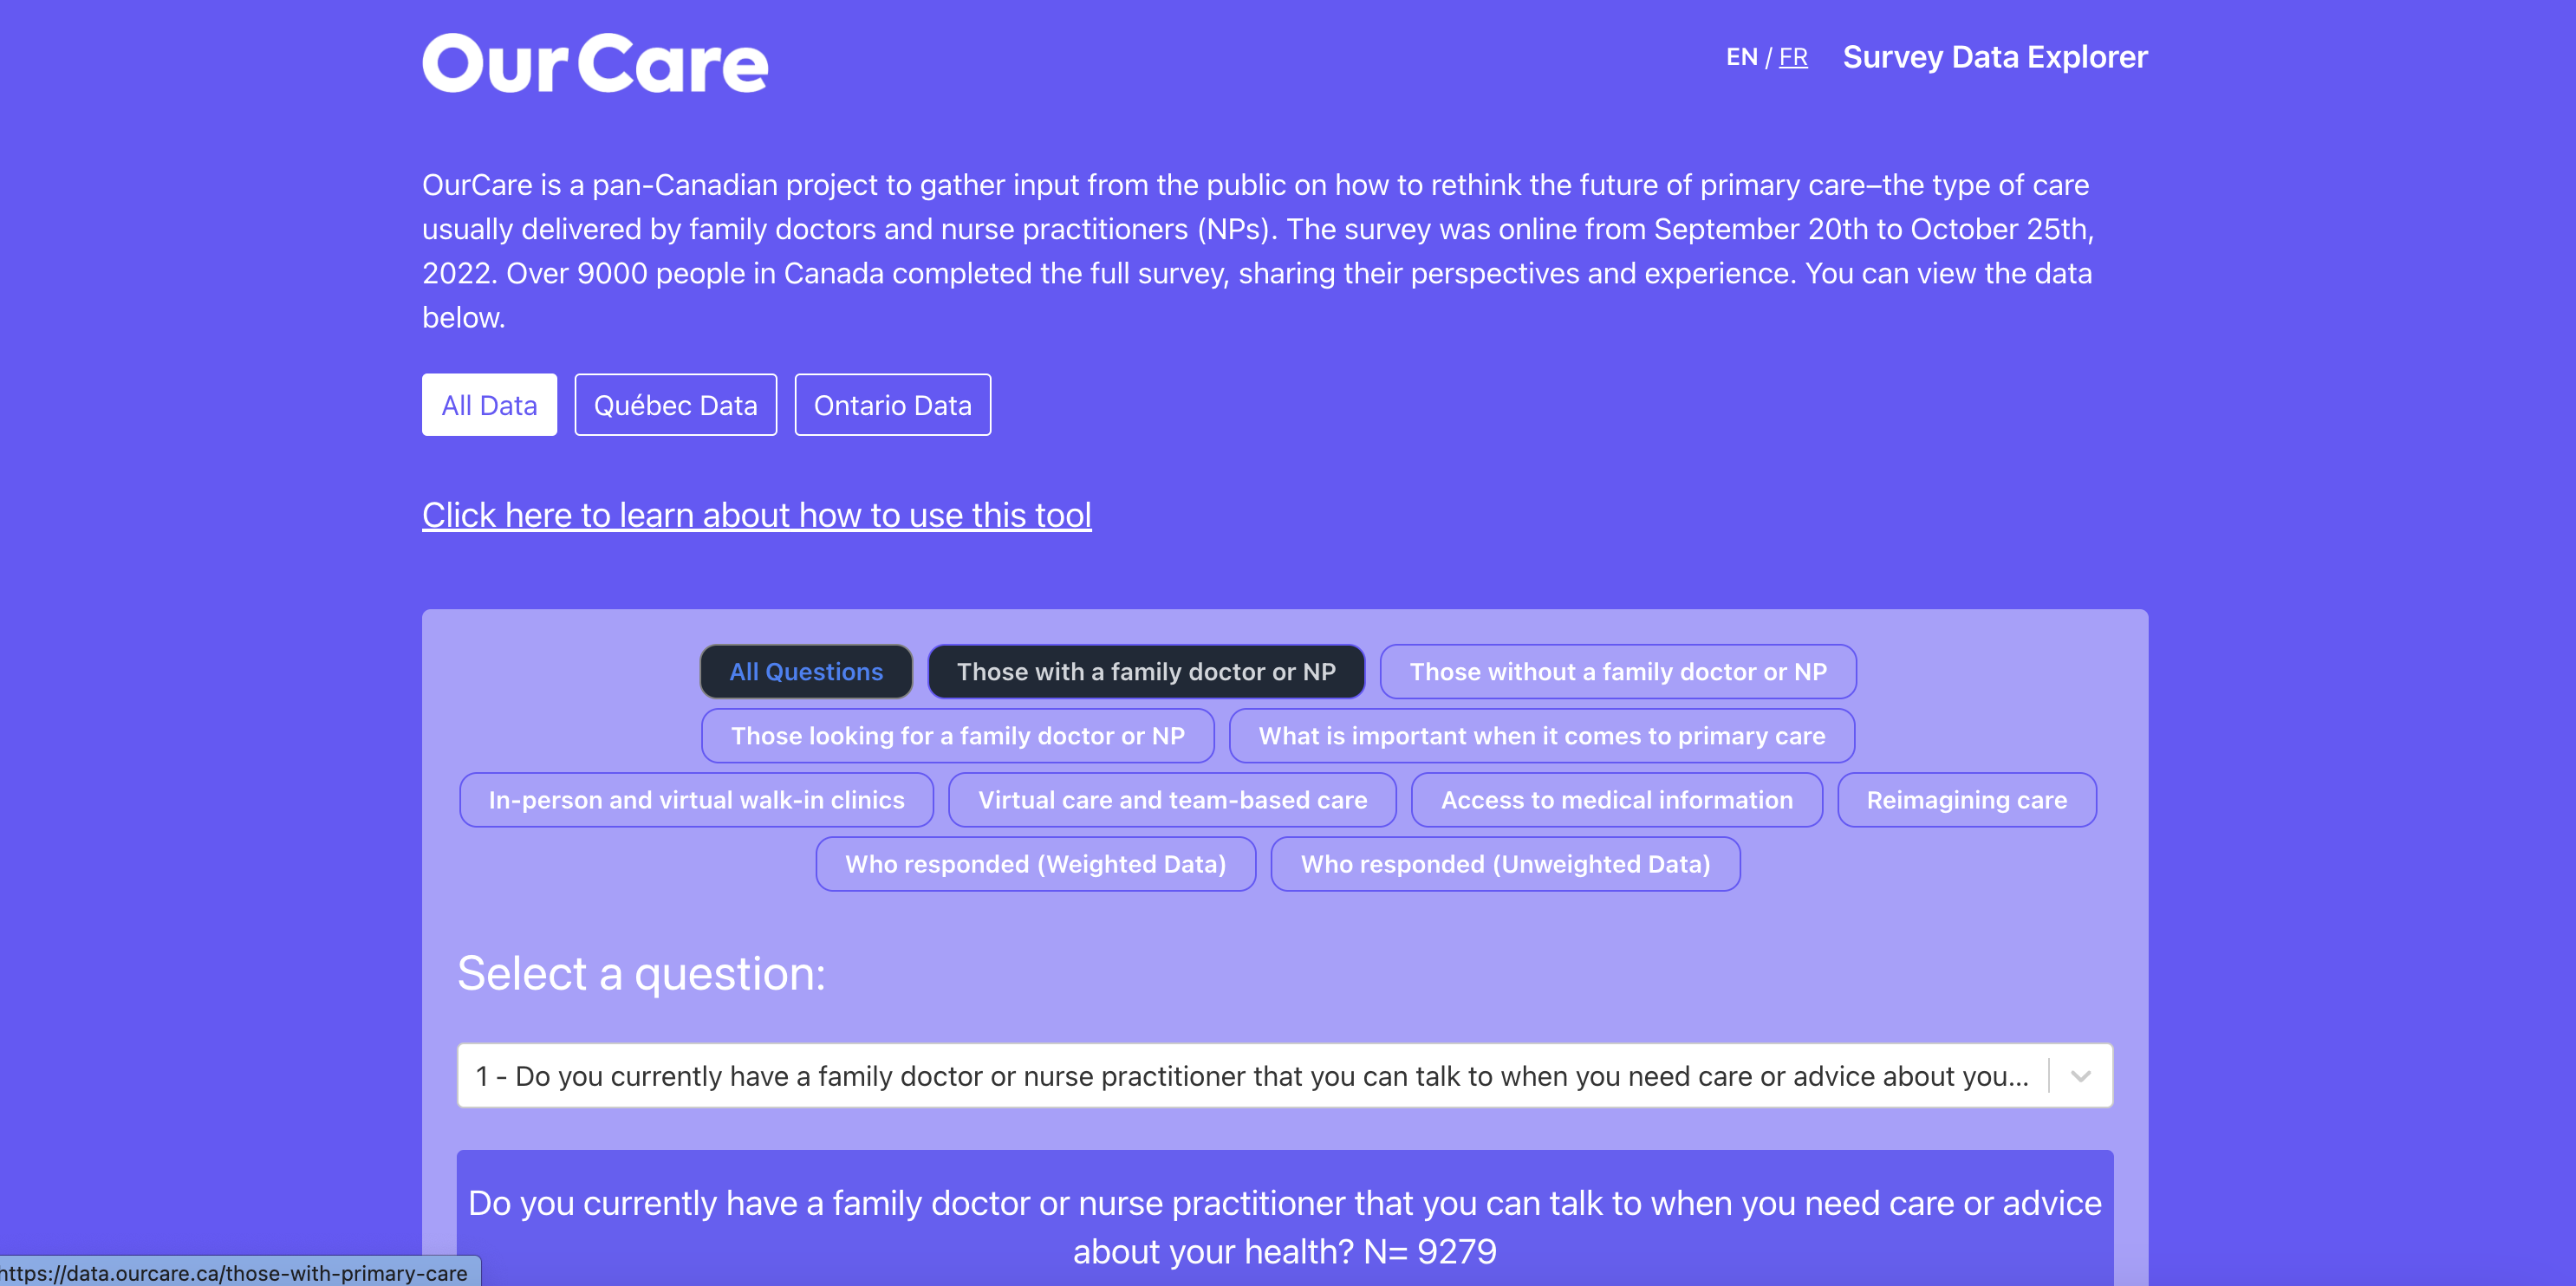 OurCare
EN / FR Survey Data Explorer
OurCare is a pan-Canadian project to gather input from the public on how to rethink the future of primary care–the type of care
usually delivered by family doctors and nurse practitioners (NPs). The survey was online from September 20th to October 25th,
2022. Over 9000 people in Canada completed the full survey, sharing their perspectives and experience. You can view the data
below.
All Data Québec Data Ontario Data
Click here to learn about how to use this tool
All Questions Those with a family doctor or NP Those without a family doctor or NP
Those looking for a family doctor or NP What is important when it comes to primary care
In-person and virtual walk-in clinics Virtual care and team-based care Access to medical information Reimagining care
Who responded (Weighted Data) Who responded (Unweighted Data)
Select a question:
1 - Do you currently have a family doctor or nurse practitioner that you can talk to when you need care or advice about you...
Do you currently have a family doctor or nurse practitioner that you can talk to when you need care or advice
about your health? N= 9279
https://data.ourcare.ca/those-with-primary-care